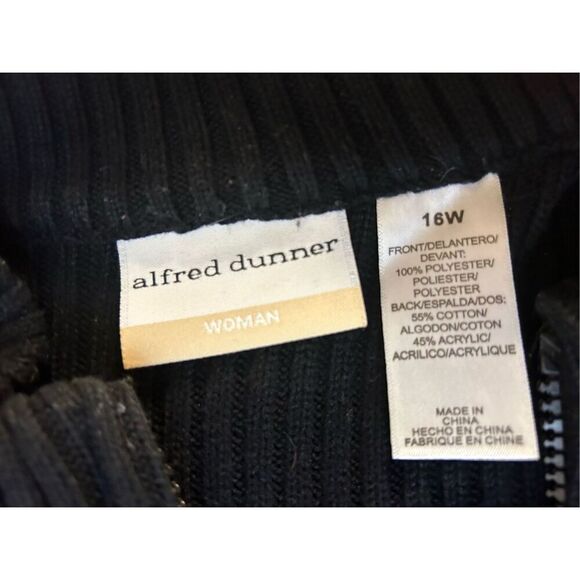 alfred dunner
WOMAN
16W
FRONT/DELANTERO/
DEVANT:
100% POLYESTER/
POLIESTER/
POLYESTER
BACK/ESPALDA/DOS:
55% COTTON/
ALGODON/COTON
45% ACRYLIC/
ACRILICO/ACRYLIQUE
MADE IN
CHINA
HECHO EN CHINA
FABRIQUE EN CHINE